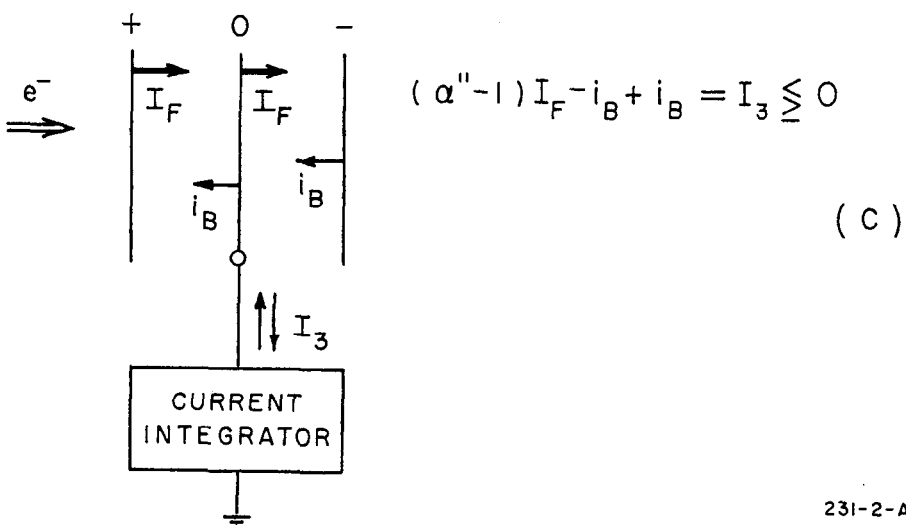 + 0 -
e⁻
I_F I_F
(α"-1) I_F - i_B + i_B = I_3 ≦≧ 0
i_B i_B
(C)
I_3
CURRENT
INTEGRATOR
231-2-A